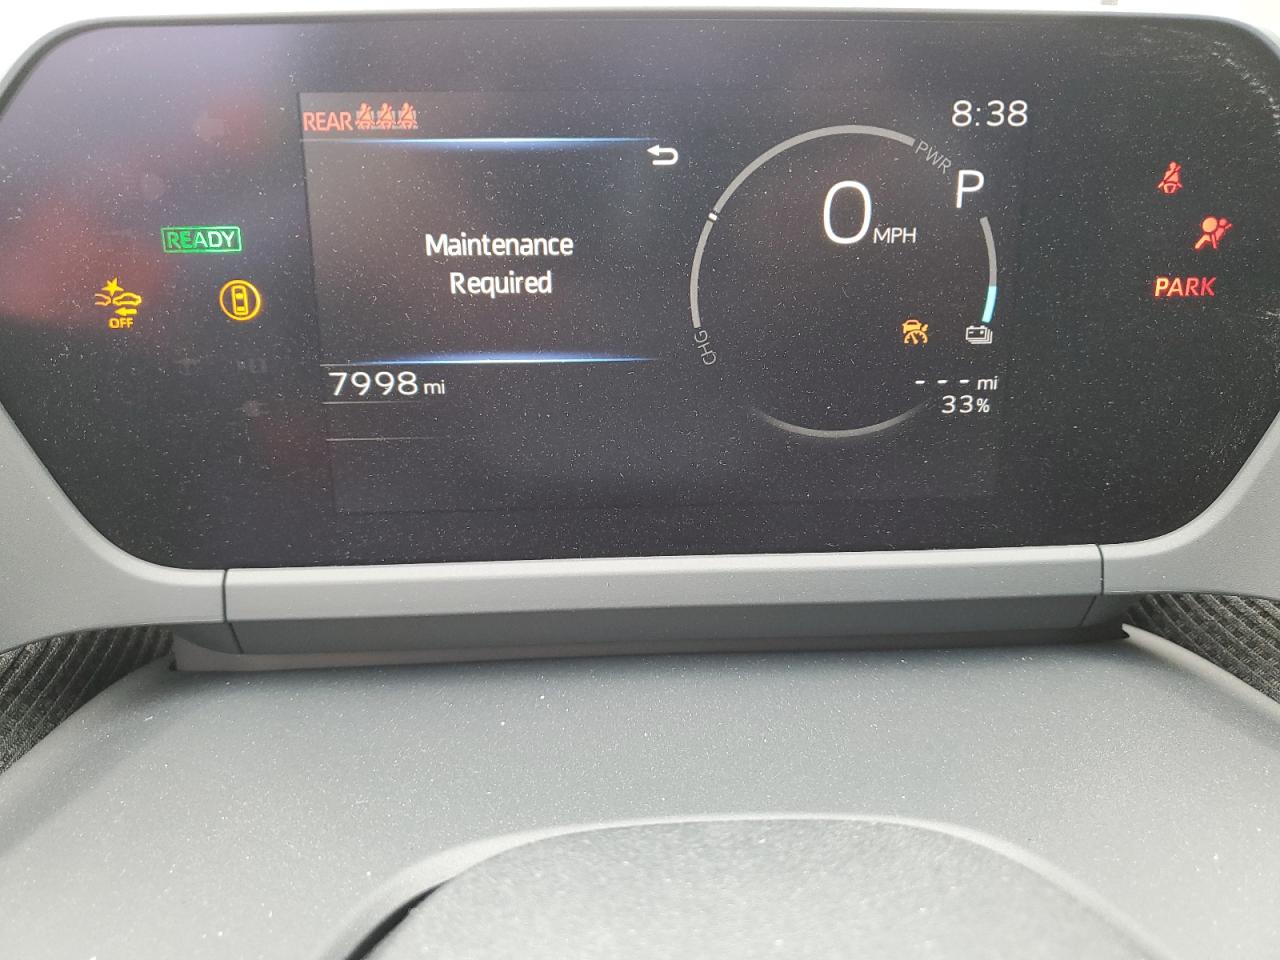 REAR
8:38
PWR
P
0 MPH
READY
Maintenance
Required
PARK
OFF
CHG
7998 mi
--- mi
33%